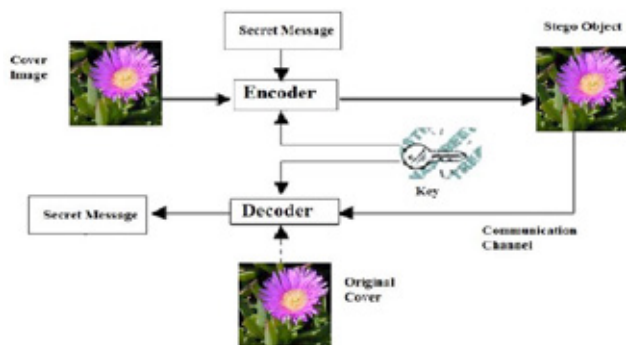 Secret Message
Stego Object
Cover
Image
Encoder
Key
Secret Message
Decoder
Communication
Channel
Original
Cover